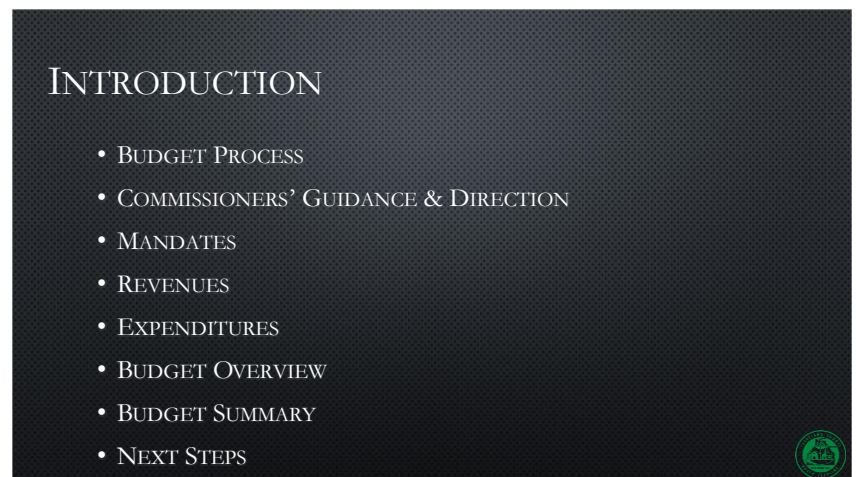 INTRODUCTION
• BUDGET PROCESS
• COMMISSIONERS' GUIDANCE & DIRECTION
• MANDATES
• REVENUES
• EXPENDITURES
• BUDGET OVERVIEW
• BUDGET SUMMARY
• NEXT STEPS